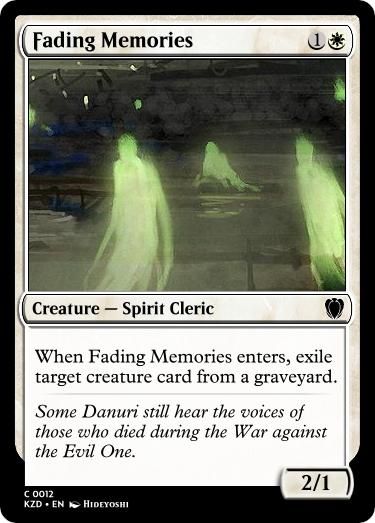 Fading Memories 1
Creature — Spirit Cleric
When Fading Memories enters, exile
target creature card from a graveyard.
Some Danuri still hear the voices of
those who died during the War against
the Evil One.
2/1
C 0012
KZD • EN HIDEYOSHI